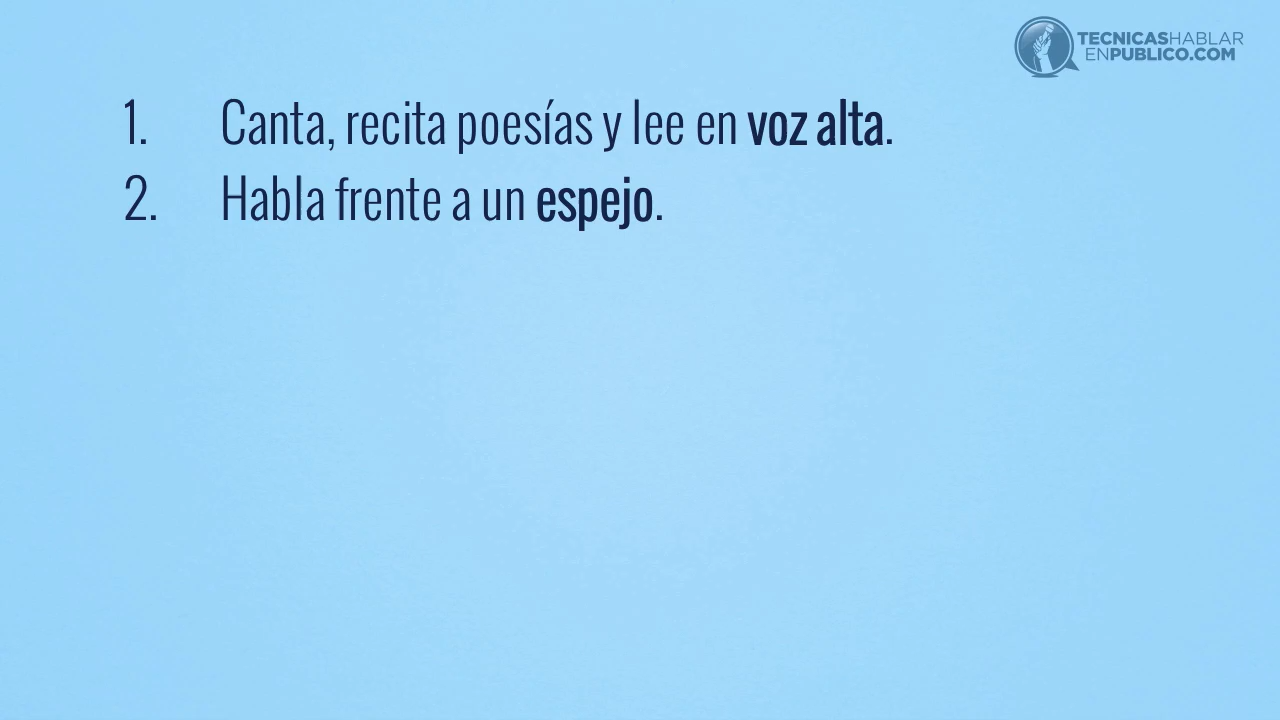 TECNICASHABLAR
ENPUBLICO.COM
1. Canta, recita poesías y lee en voz alta.
2. Habla frente a un espejo.